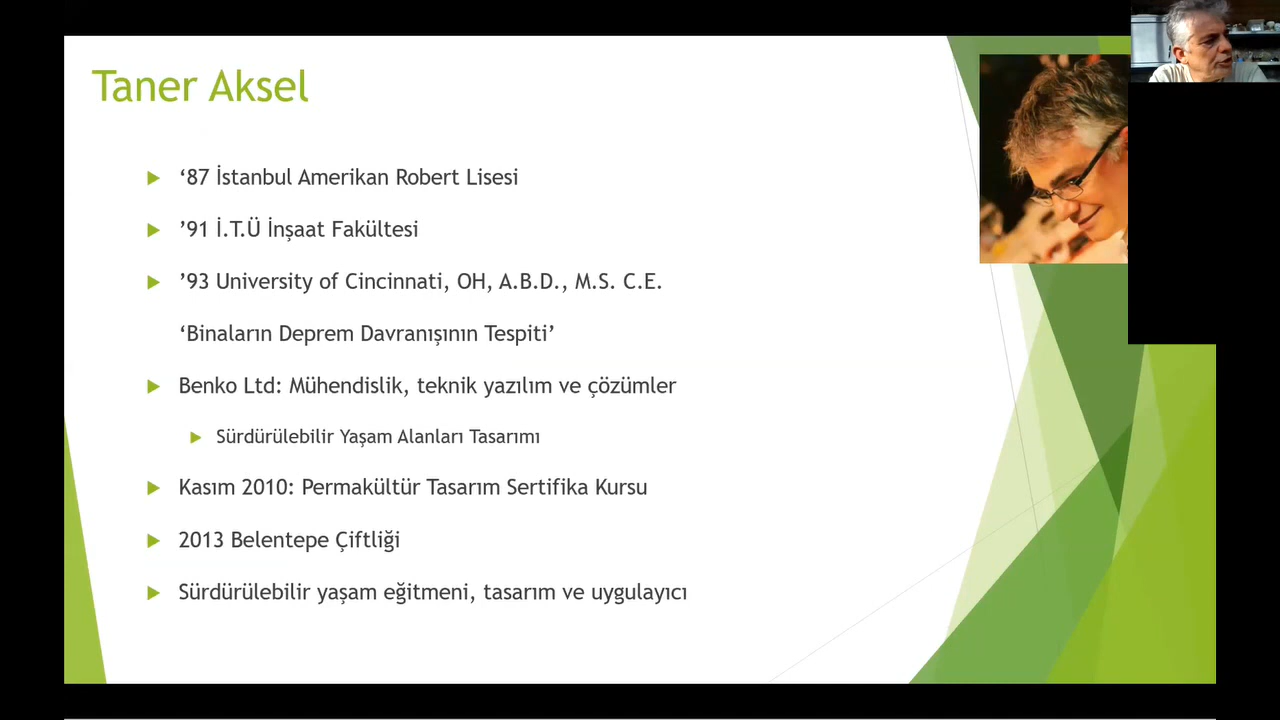 Taner Aksel
‘87 İstanbul Amerikan Robert Lisesi
’91 İ.T.Ü İnşaat Fakültesi
’93 University of Cincinnati, OH, A.B.D., M.S. C.E.
‘Binaların Deprem Davranışının Tespiti’
Benko Ltd: Mühendislik, teknik yazılım ve çözümler
Sürdürülebilir Yaşam Alanları Tasarımı
Kasım 2010: Permakültür Tasarım Sertifika Kursu
2013 Belentepe Çiftliği
Sürdürülebilir yaşam eğitmeni, tasarım ve uygulayıcı